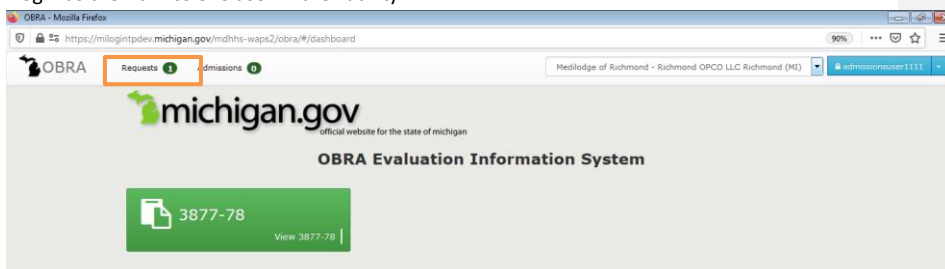 OBRA - Mozilla Firefox
https://milogintpdev.michigan.gov/mdhhs-waps2/obra/#/dashboard 90%
OBRA Requests 1 Admissions 0 Medilodge of Richmond - Richmond OPCO LLC Richmond (MI) admissionsuser1111
michigan.gov
official website for the state of michigan
OBRA Evaluation Information System
3877-78
View 3877-78